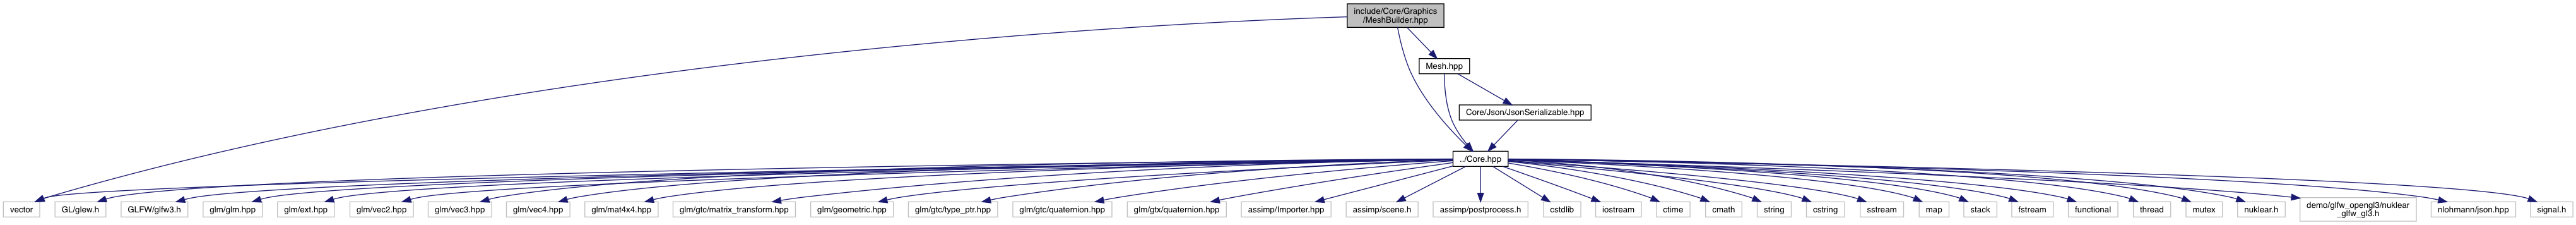 include/Core/Graphics
/MeshBuilder.hpp
Mesh.hpp
Core/Json/JsonSerializable.hpp
../Core.hpp
vector
GL/glew.h
GLFW/glfw3.h
glm/glm.hpp
glm/ext.hpp
glm/vec2.hpp
glm/vec3.hpp
glm/vec4.hpp
glm/mat4x4.hpp
glm/gtc/matrix_transform.hpp
glm/geometric.hpp
glm/gtc/type_ptr.hpp
glm/gtc/quaternion.hpp
glm/gtx/quaternion.hpp
assimp/Importer.hpp
assimp/scene.h
assimp/postprocess.h
cstdlib
iostream
ctime
cmath
string
cstring
sstream
map
stack
fstream
functional
thread
mutex
nuklear.h
demo/glfw_opengl3/nuklear
_glfw_gl3.h
nlohmann/json.hpp
signal.h